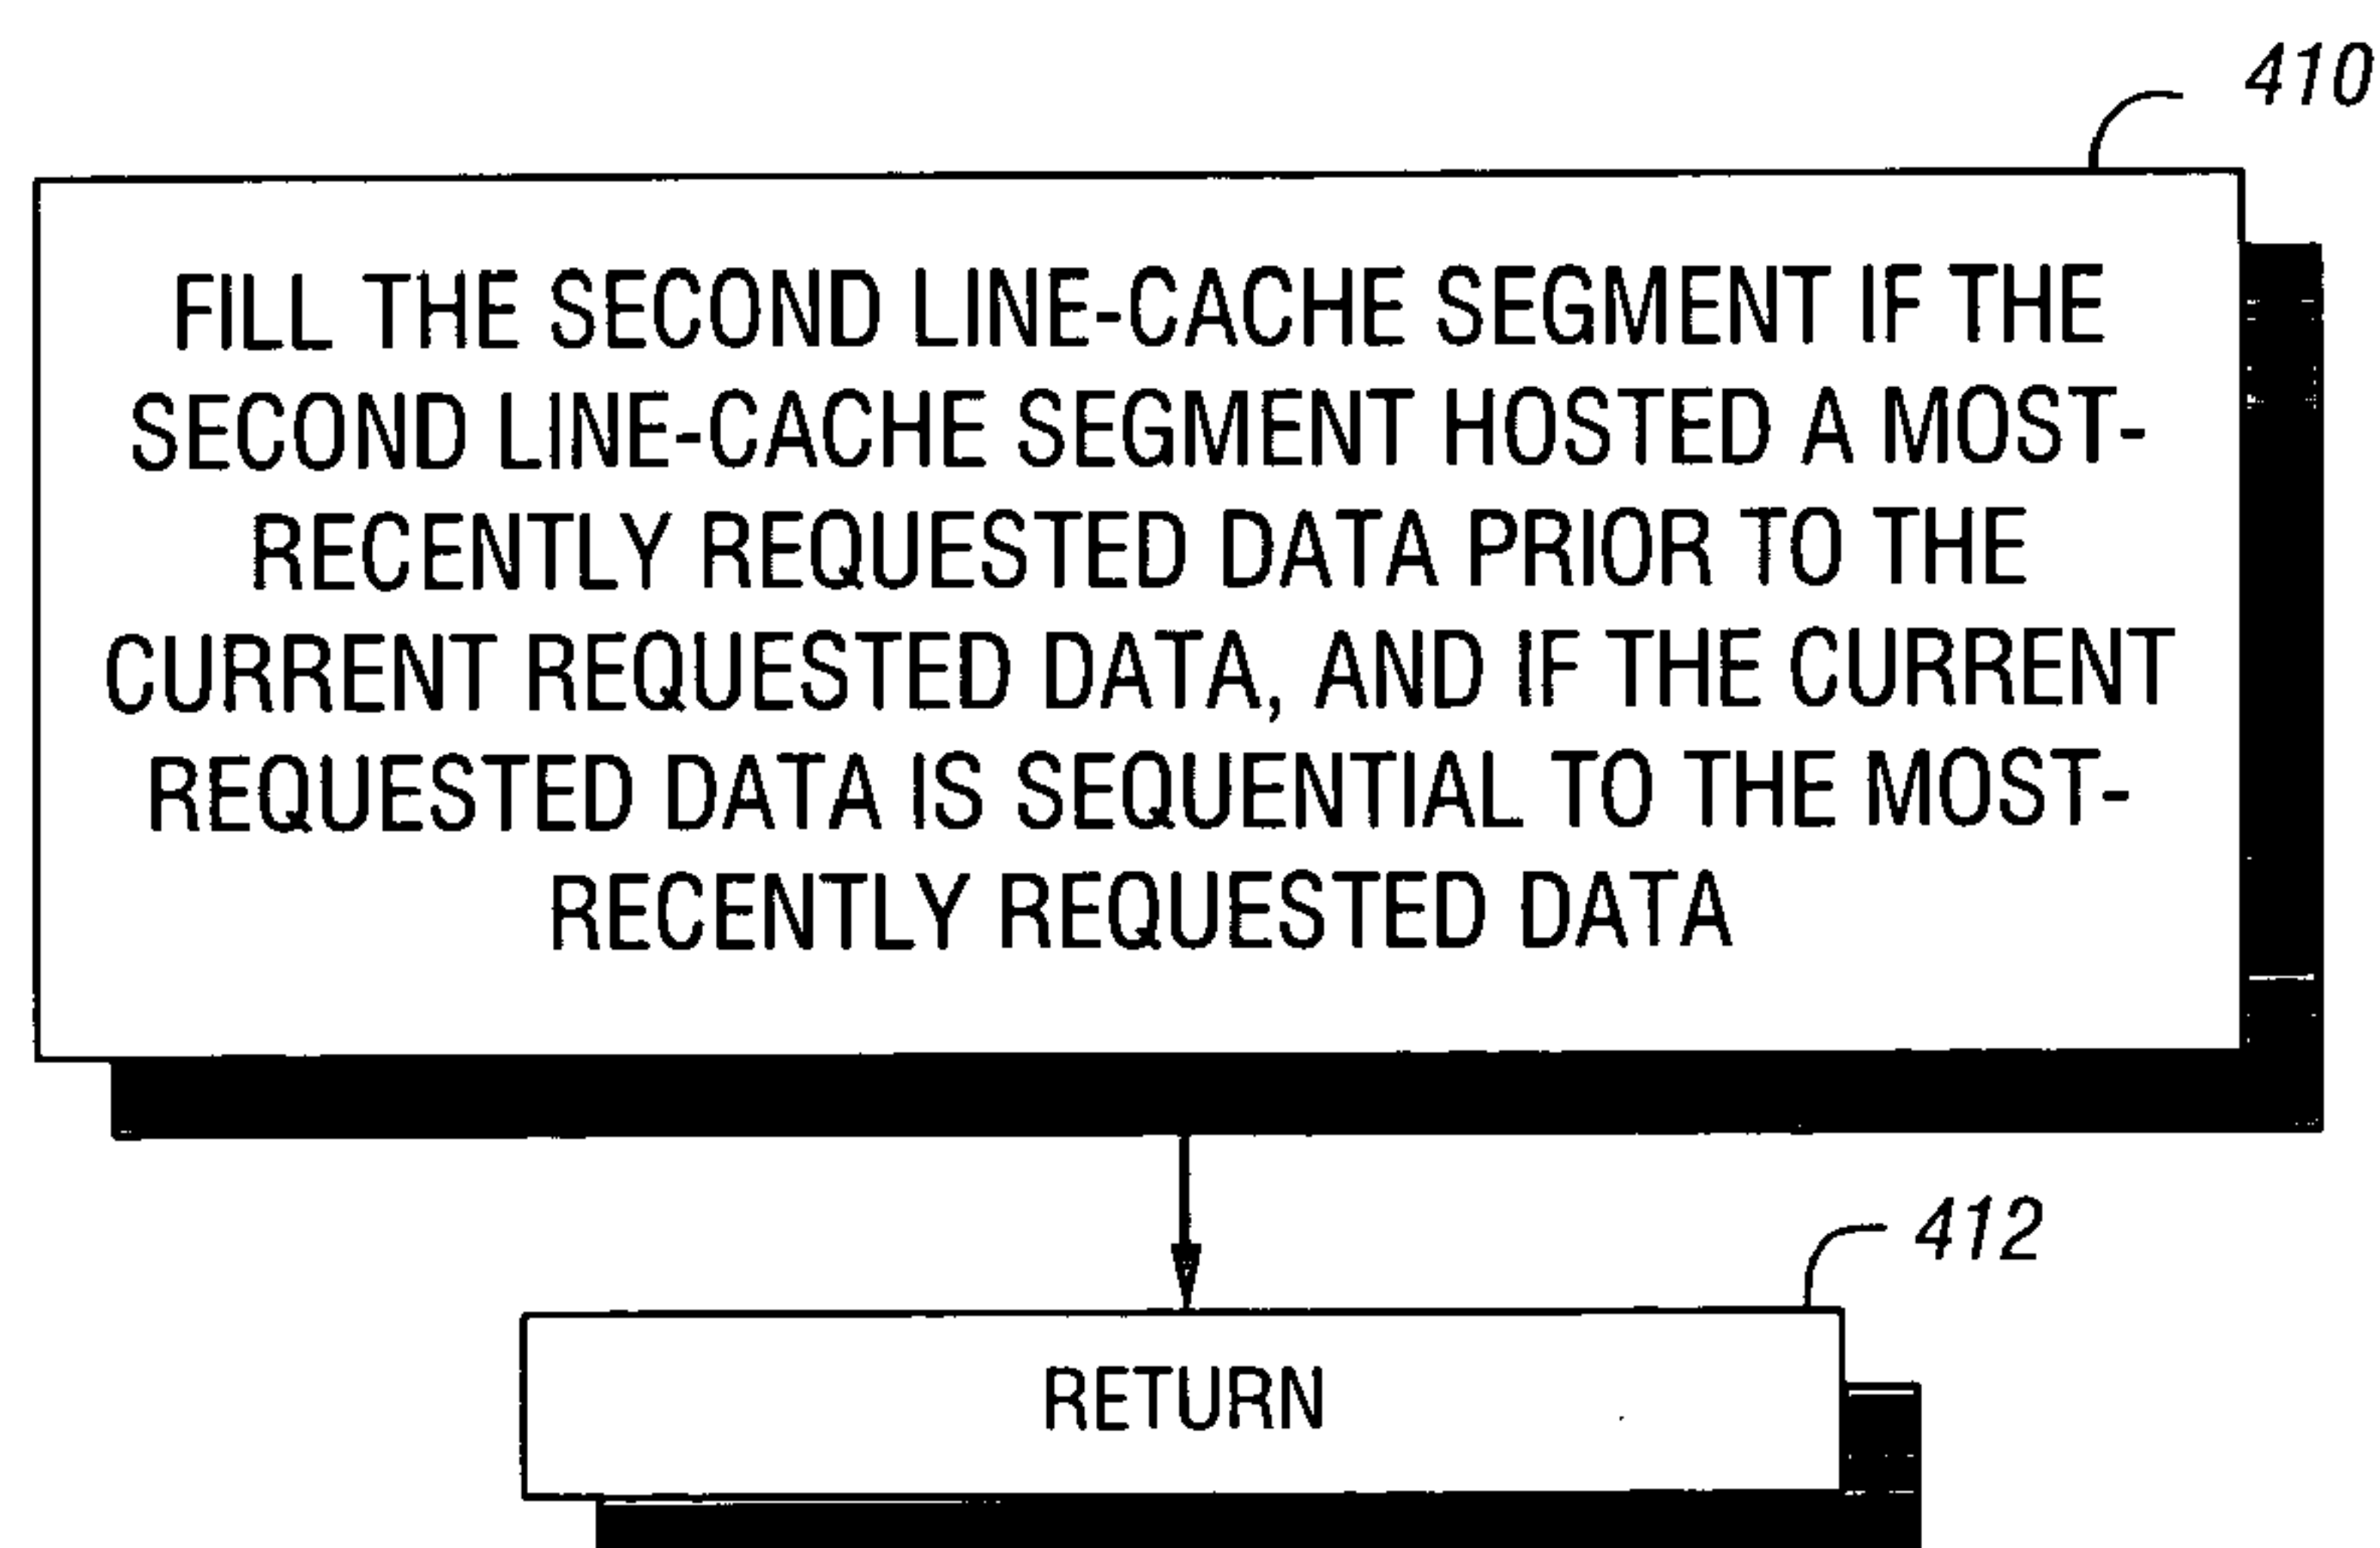 410
FILL THE SECOND LINE-CACHE SEGMENT IF THE
SECOND LINE-CACHE SEGMENT HOSTED A MOST-
RECENTLY REQUESTED DATA PRIOR TO THE
CURRENT REQUESTED DATA, AND IF THE CURRENT
REQUESTED DATA IS SEQUENTIAL TO THE MOST-
RECENTLY REQUESTED DATA
412
RETURN